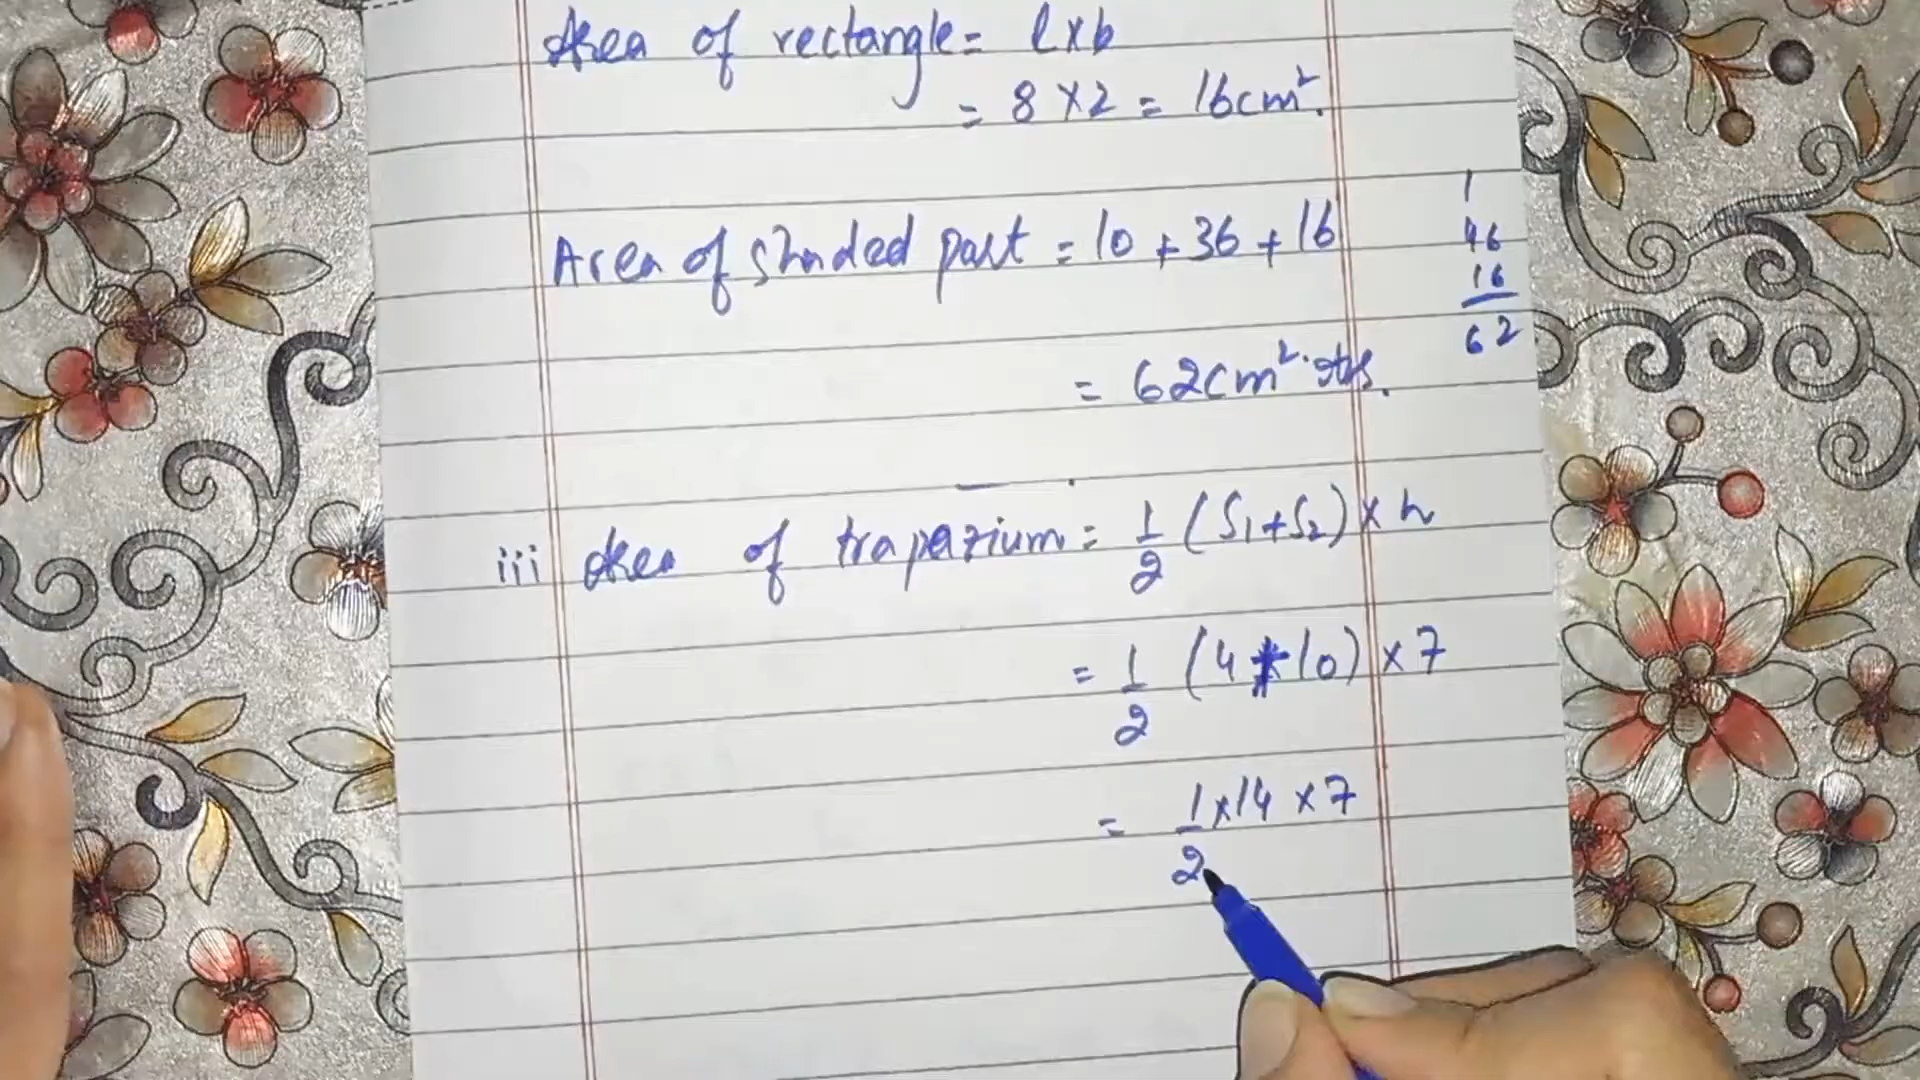 Area of rectangle = l×b
= 8 × 2 = 16cm².
Area of shaded part = 10 + 36 + 16
1
46
16
62
= 62cm².
iii Area of trapezium = 1/2 (S₁+S₂) × h
= 1/2 (4 + 10) × 7
= 1/2 × 14 × 7